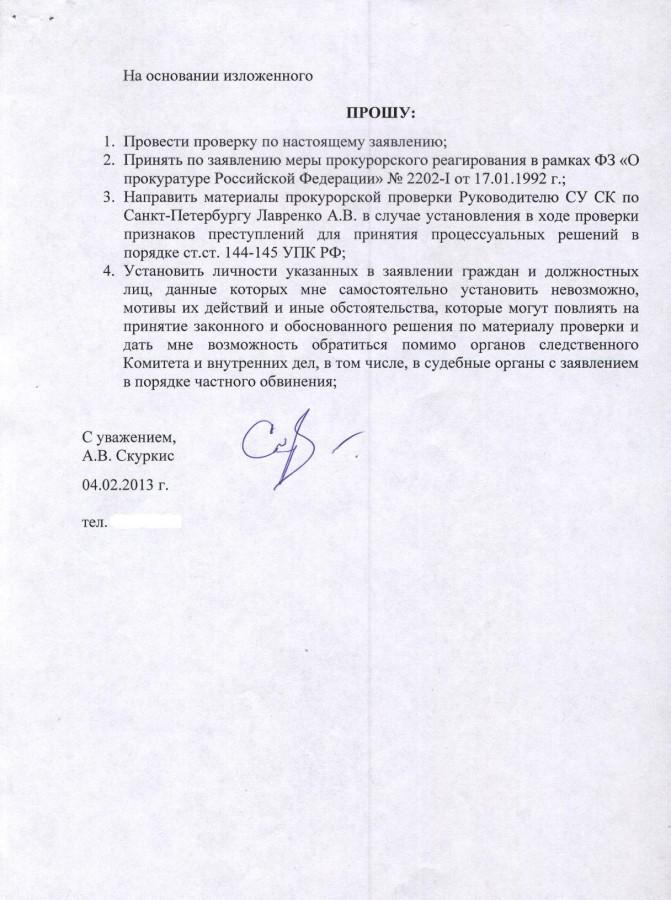 На основании изложенного
ПРОШУ:
1. Провести проверку по настоящему заявлению;
2. Принять по заявлению меры прокурорского реагирования в рамках ФЗ «О
прокуратуре Российской Федерации» № 2202-I от 17.01.1992 г.;
3. Направить материалы прокурорской проверки Руководителю СУ СК по
Санкт-Петербургу Лавренко А.В. в случае установления в ходе проверки
признаков преступлений для принятия процессуальных решений в
порядке ст.ст. 144-145 УПК РФ;
4. Установить личности указанных в заявлении граждан и должностных
лиц, данные которых мне самостоятельно установить невозможно,
мотивы их действий и иные обстоятельства, которые могут повлиять на
принятие законного и обоснованного решения по материалу проверки и
дать мне возможность обратиться помимо органов следственного
Комитета и внутренних дел, в том числе, в судебные органы с заявлением
в порядке частного обвинения;
С уважением,
А.В. Скуркис
04.02.2013 г.
тел.